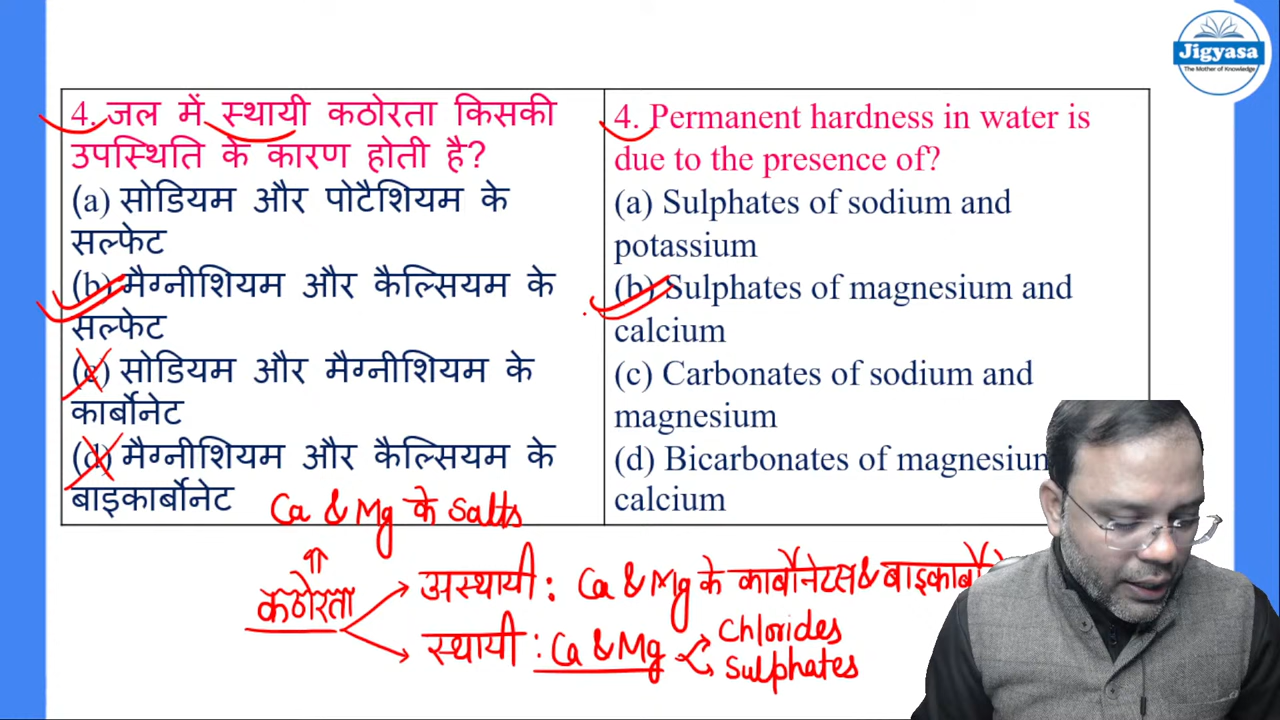 Jigyasa
The Mother of Knowledge
4. जल में स्थायी कठोरता किसकी
उपस्थिति के कारण होती है?
(a) सोडियम और पोटैशियम के
सल्फेट
(b) मैग्नीशियम और कैल्सियम के
सल्फेट
(c) सोडियम और मैग्नीशियम के
कार्बोनेट
(d) मैग्नीशियम और कैल्सियम के
बाइकार्बोनेट
4. Permanent hardness in water is
due to the presence of?
(a) Sulphates of sodium and
potassium
(b) Sulphates of magnesium and
calcium
(c) Carbonates of sodium and
magnesium
(d) Bicarbonates of magnesium
calcium
Ca & Mg के Salts
कठोरता
अस्थायी : Ca & Mg के कार्बोनेटस &
स्थायी : Ca & Mg
Chlorides
Sulphates